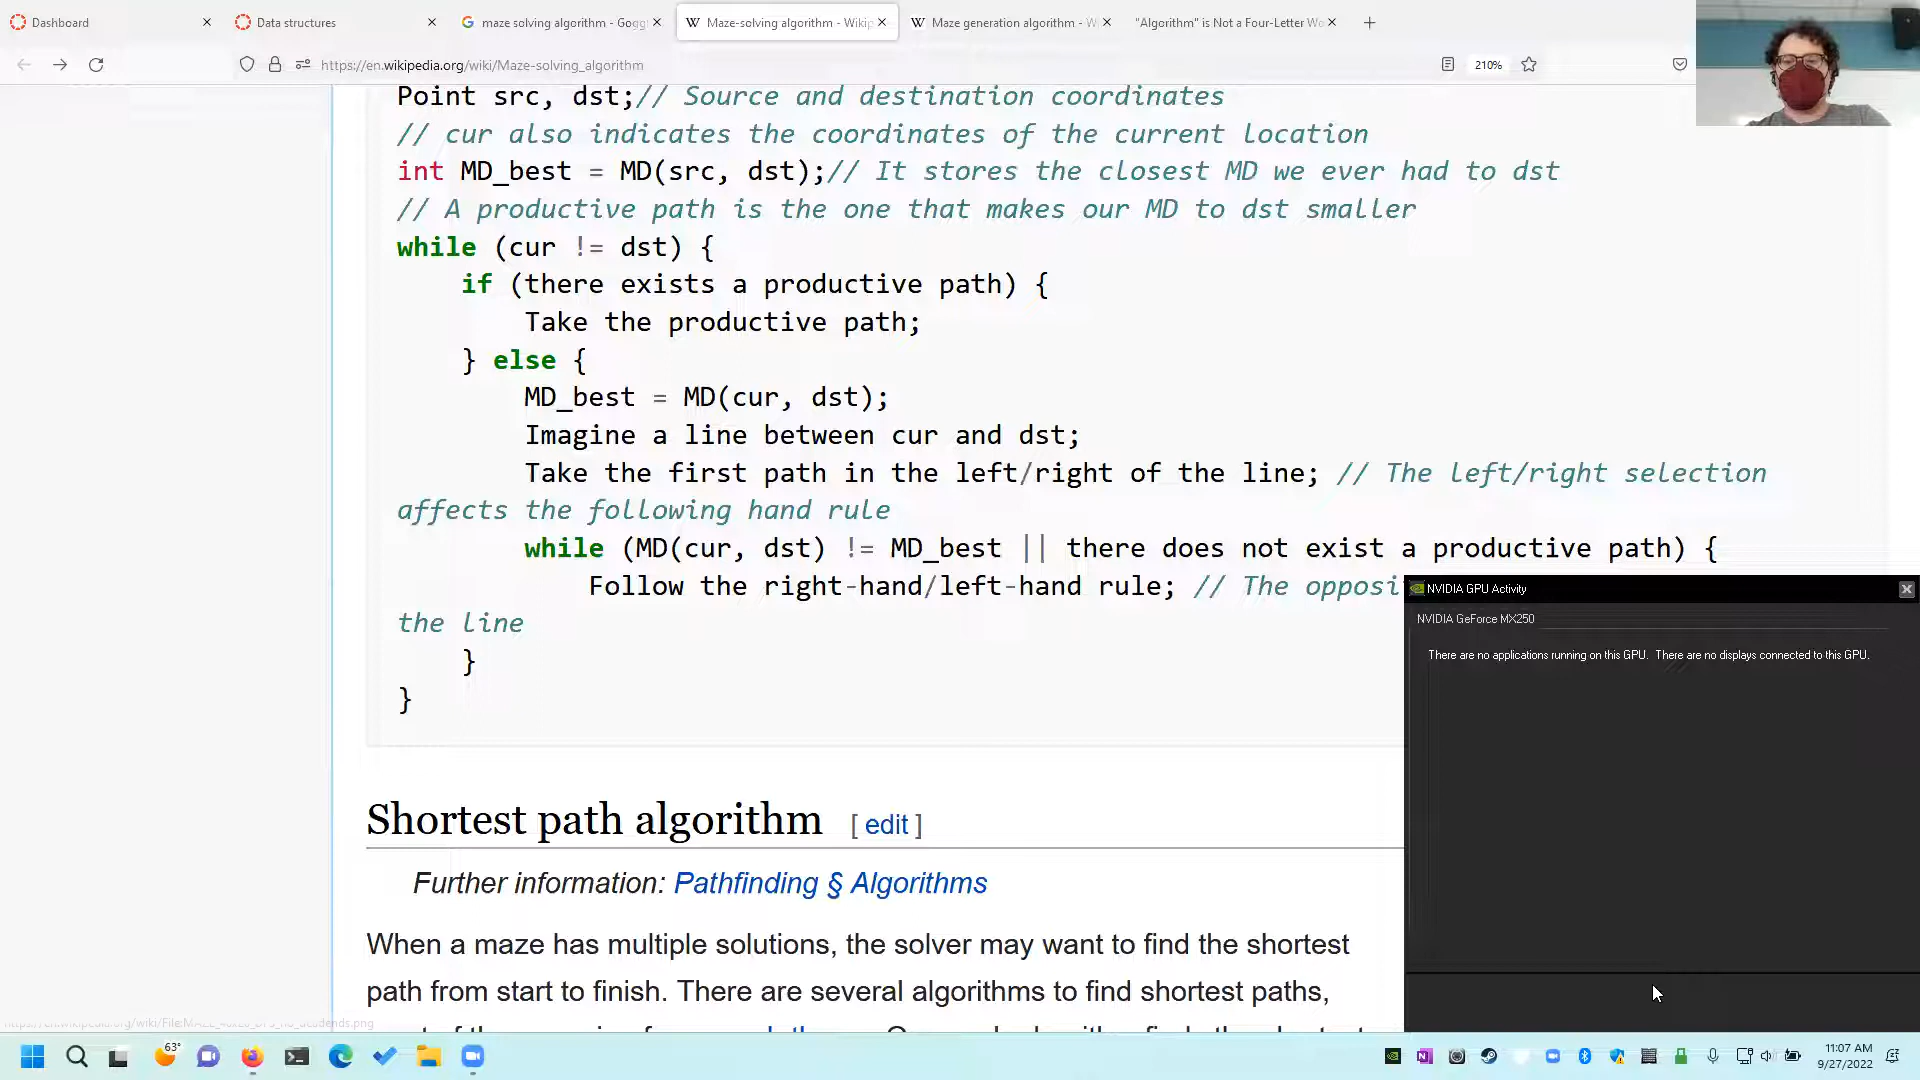 Dashboard
Data structures
maze solving algorithm - Goog
Maze-solving algorithm - Wikip
Maze generation algorithm - W
"Algorithm" is Not a Four-Letter Wo
https://en.wikipedia.org/wiki/Maze-solving_algorithm
210%
Point src, dst;// Source and destination coordinates
// cur also indicates the coordinates of the current location
int MD_best = MD(src, dst);// It stores the closest MD we ever had to dst
// A productive path is the one that makes our MD to dst smaller
while (cur != dst) {
if (there exists a productive path) {
Take the productive path;
} else {
MD_best = MD(cur, dst);
Imagine a line between cur and dst;
Take the first path in the left/right of the line; // The left/right selection
affects the following hand rule
while (MD(cur, dst) != MD_best || there does not exist a productive path) {
Follow the right-hand/left-hand rule; // The opposi
the line
}
}
NVIDIA GPU Activity
NVIDIA GeForce MX250
There are no applications running on this GPU. There are no displays connected to this GPU.
Shortest path algorithm [ edit ]
Further information: Pathfinding § Algorithms
When a maze has multiple solutions, the solver may want to find the shortest
path from start to finish. There are several algorithms to find shortest paths,
63°
11:07 AM
9/27/2022